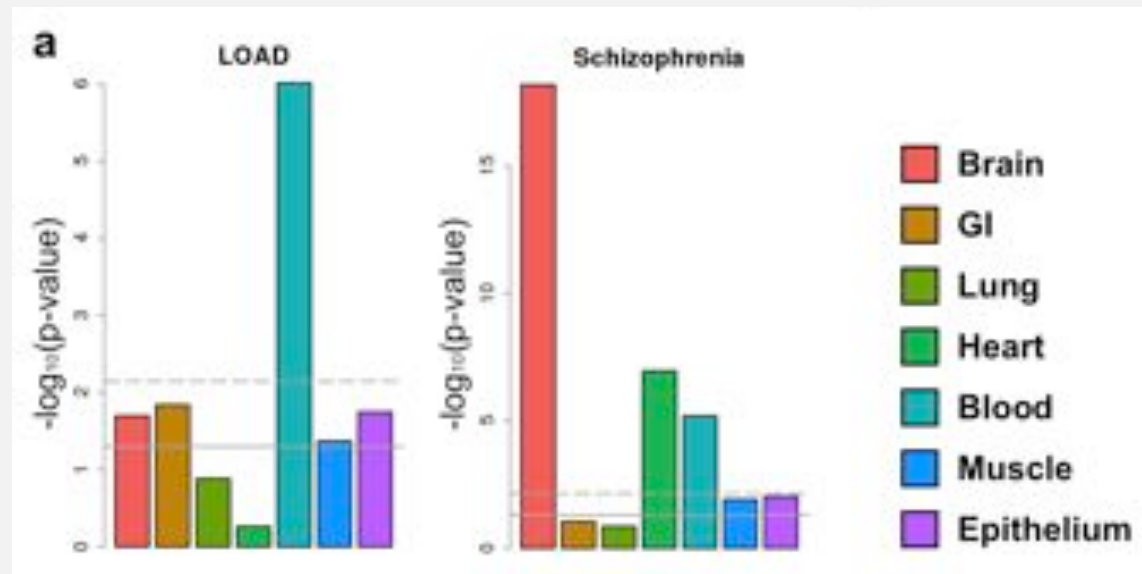 a
LOAD
Schizophrenia
-log₁₀(p-value)
6
5
4
3
2
1
0
-log₁₀(p-value)
15
10
5
0
Brain
GI
Lung
Heart
Blood
Muscle
Epithelium